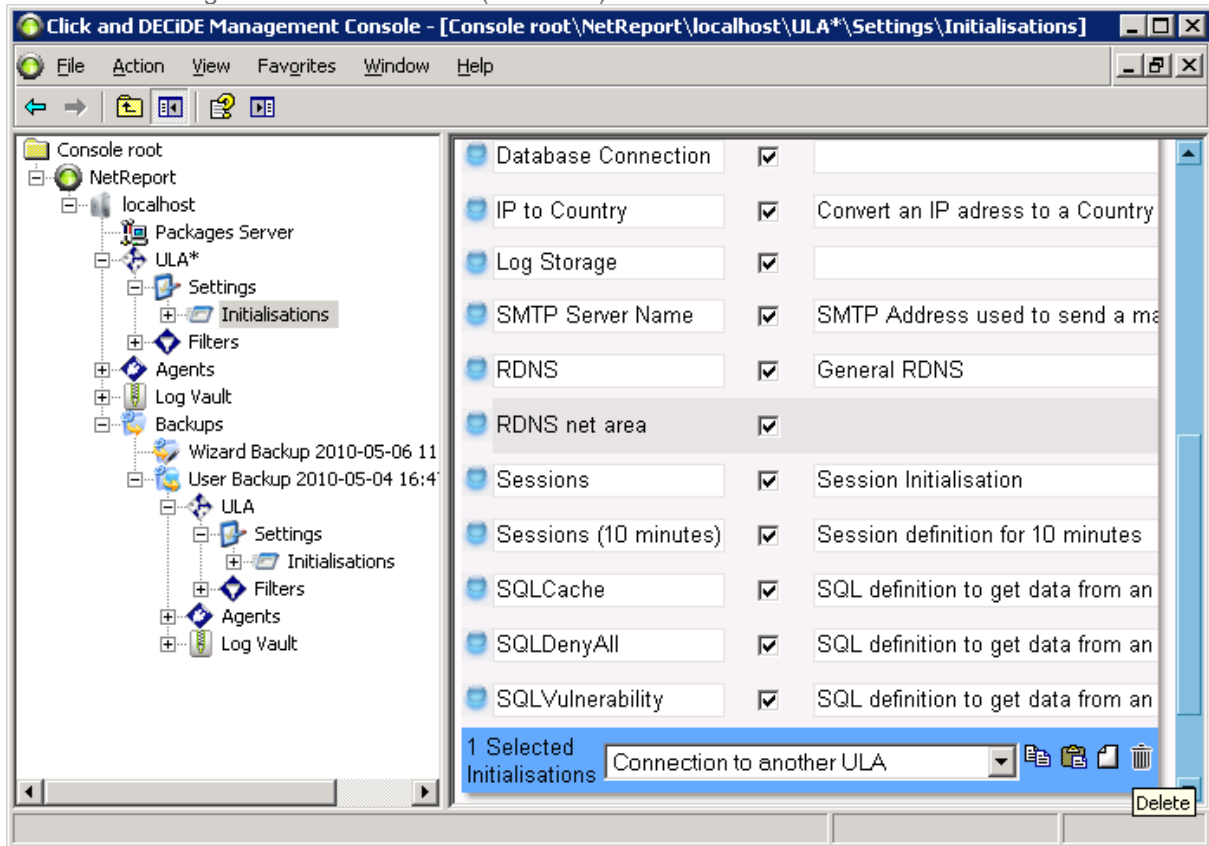 Click and DECiDE Management Console - [Console root\NetReport\localhost\ULA*\Settings\Initialisations]
File Action View Favorites Window Help
Console root
NetReport
localhost
Packages Server
ULA*
Settings
Initialisations
Filters
Agents
Log Vault
Backups
Wizard Backup 2010-05-06 11
User Backup 2010-05-04 16:4
ULA
Settings
Initialisations
Filters
Agents
Log Vault
Database Connection
IP to Country Convert an IP adress to a Country
Log Storage
SMTP Server Name SMTP Address used to send a ma
RDNS General RDNS
RDNS net area
Sessions Session Initialisation
Sessions (10 minutes) Session definition for 10 minutes
SQLCache SQL definition to get data from an
SQLDenyAll SQL definition to get data from an
SQLVulnerability SQL definition to get data from an
1 Selected
Initialisations Connection to another ULA
Delete